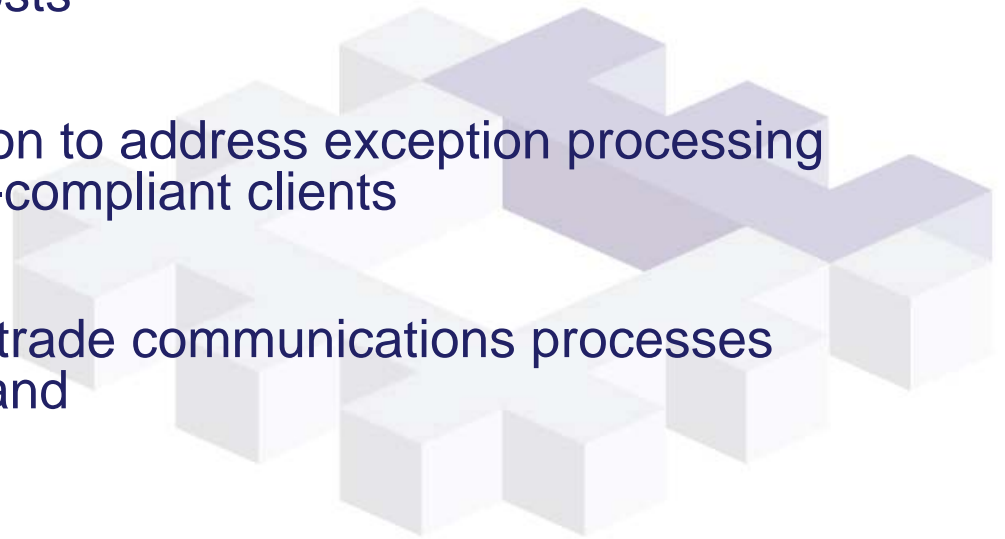 on to address exception processing
-compliant clients
trade communications processes
and